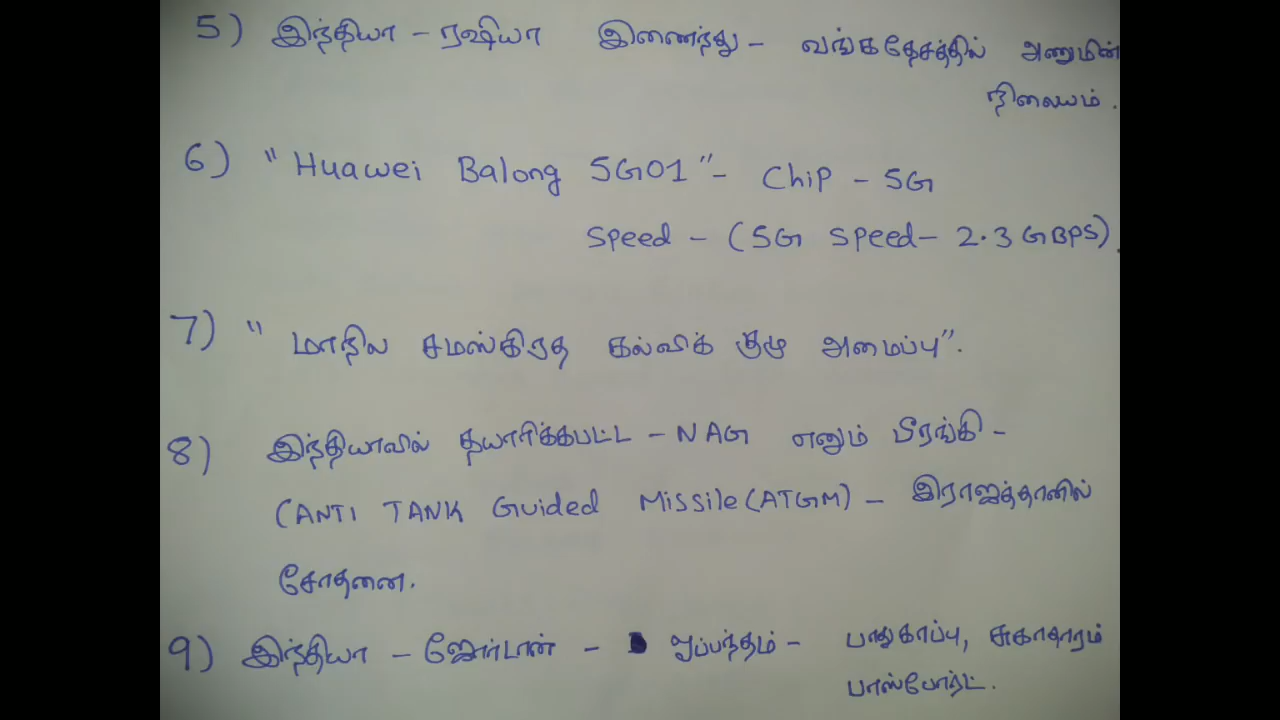 5) இந்தியா - ரஷியா இணைந்து - வங்கதேசத்தில் அணுமின்
நிலையம்.
6) "Huawei Balong 5G01" - Chip - 5G
Speed - (5G Speed - 2.3 GBPS).
7) "மாநில சமஸ்கிருத கல்விக் குழு அமைப்பு".
8) இந்தியாவில் தயாரிக்கபட்ட - NAG எனும் பீரங்கி -
(ANTI TANK Guided Missile (ATGM) - இராஜத்தானில்
சோதனை.
9) இந்தியா - ஜோர்டான் - ஒப்பந்தம் - பாதுகாப்பு, சுகாதாரம்
பாஸ்போர்ட்.